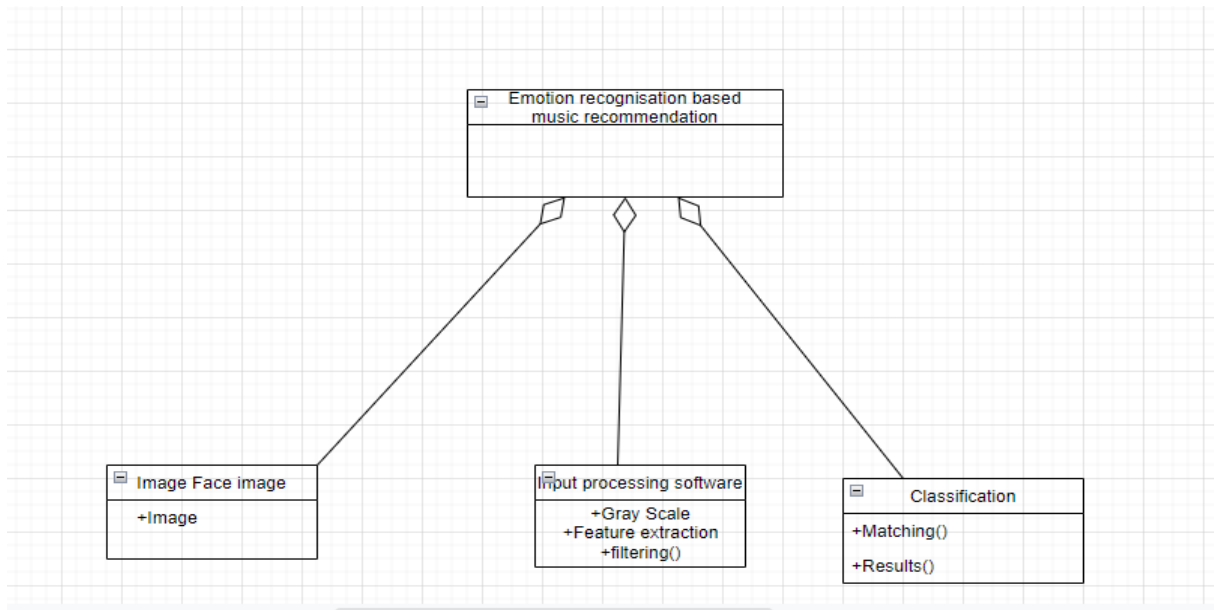 Emotion recognisation based
music recommendation
Image Face image
+Image
Input processing software
+Gray Scale
+Feature extraction
+filtering()
Classification
+Matching()
+Results()